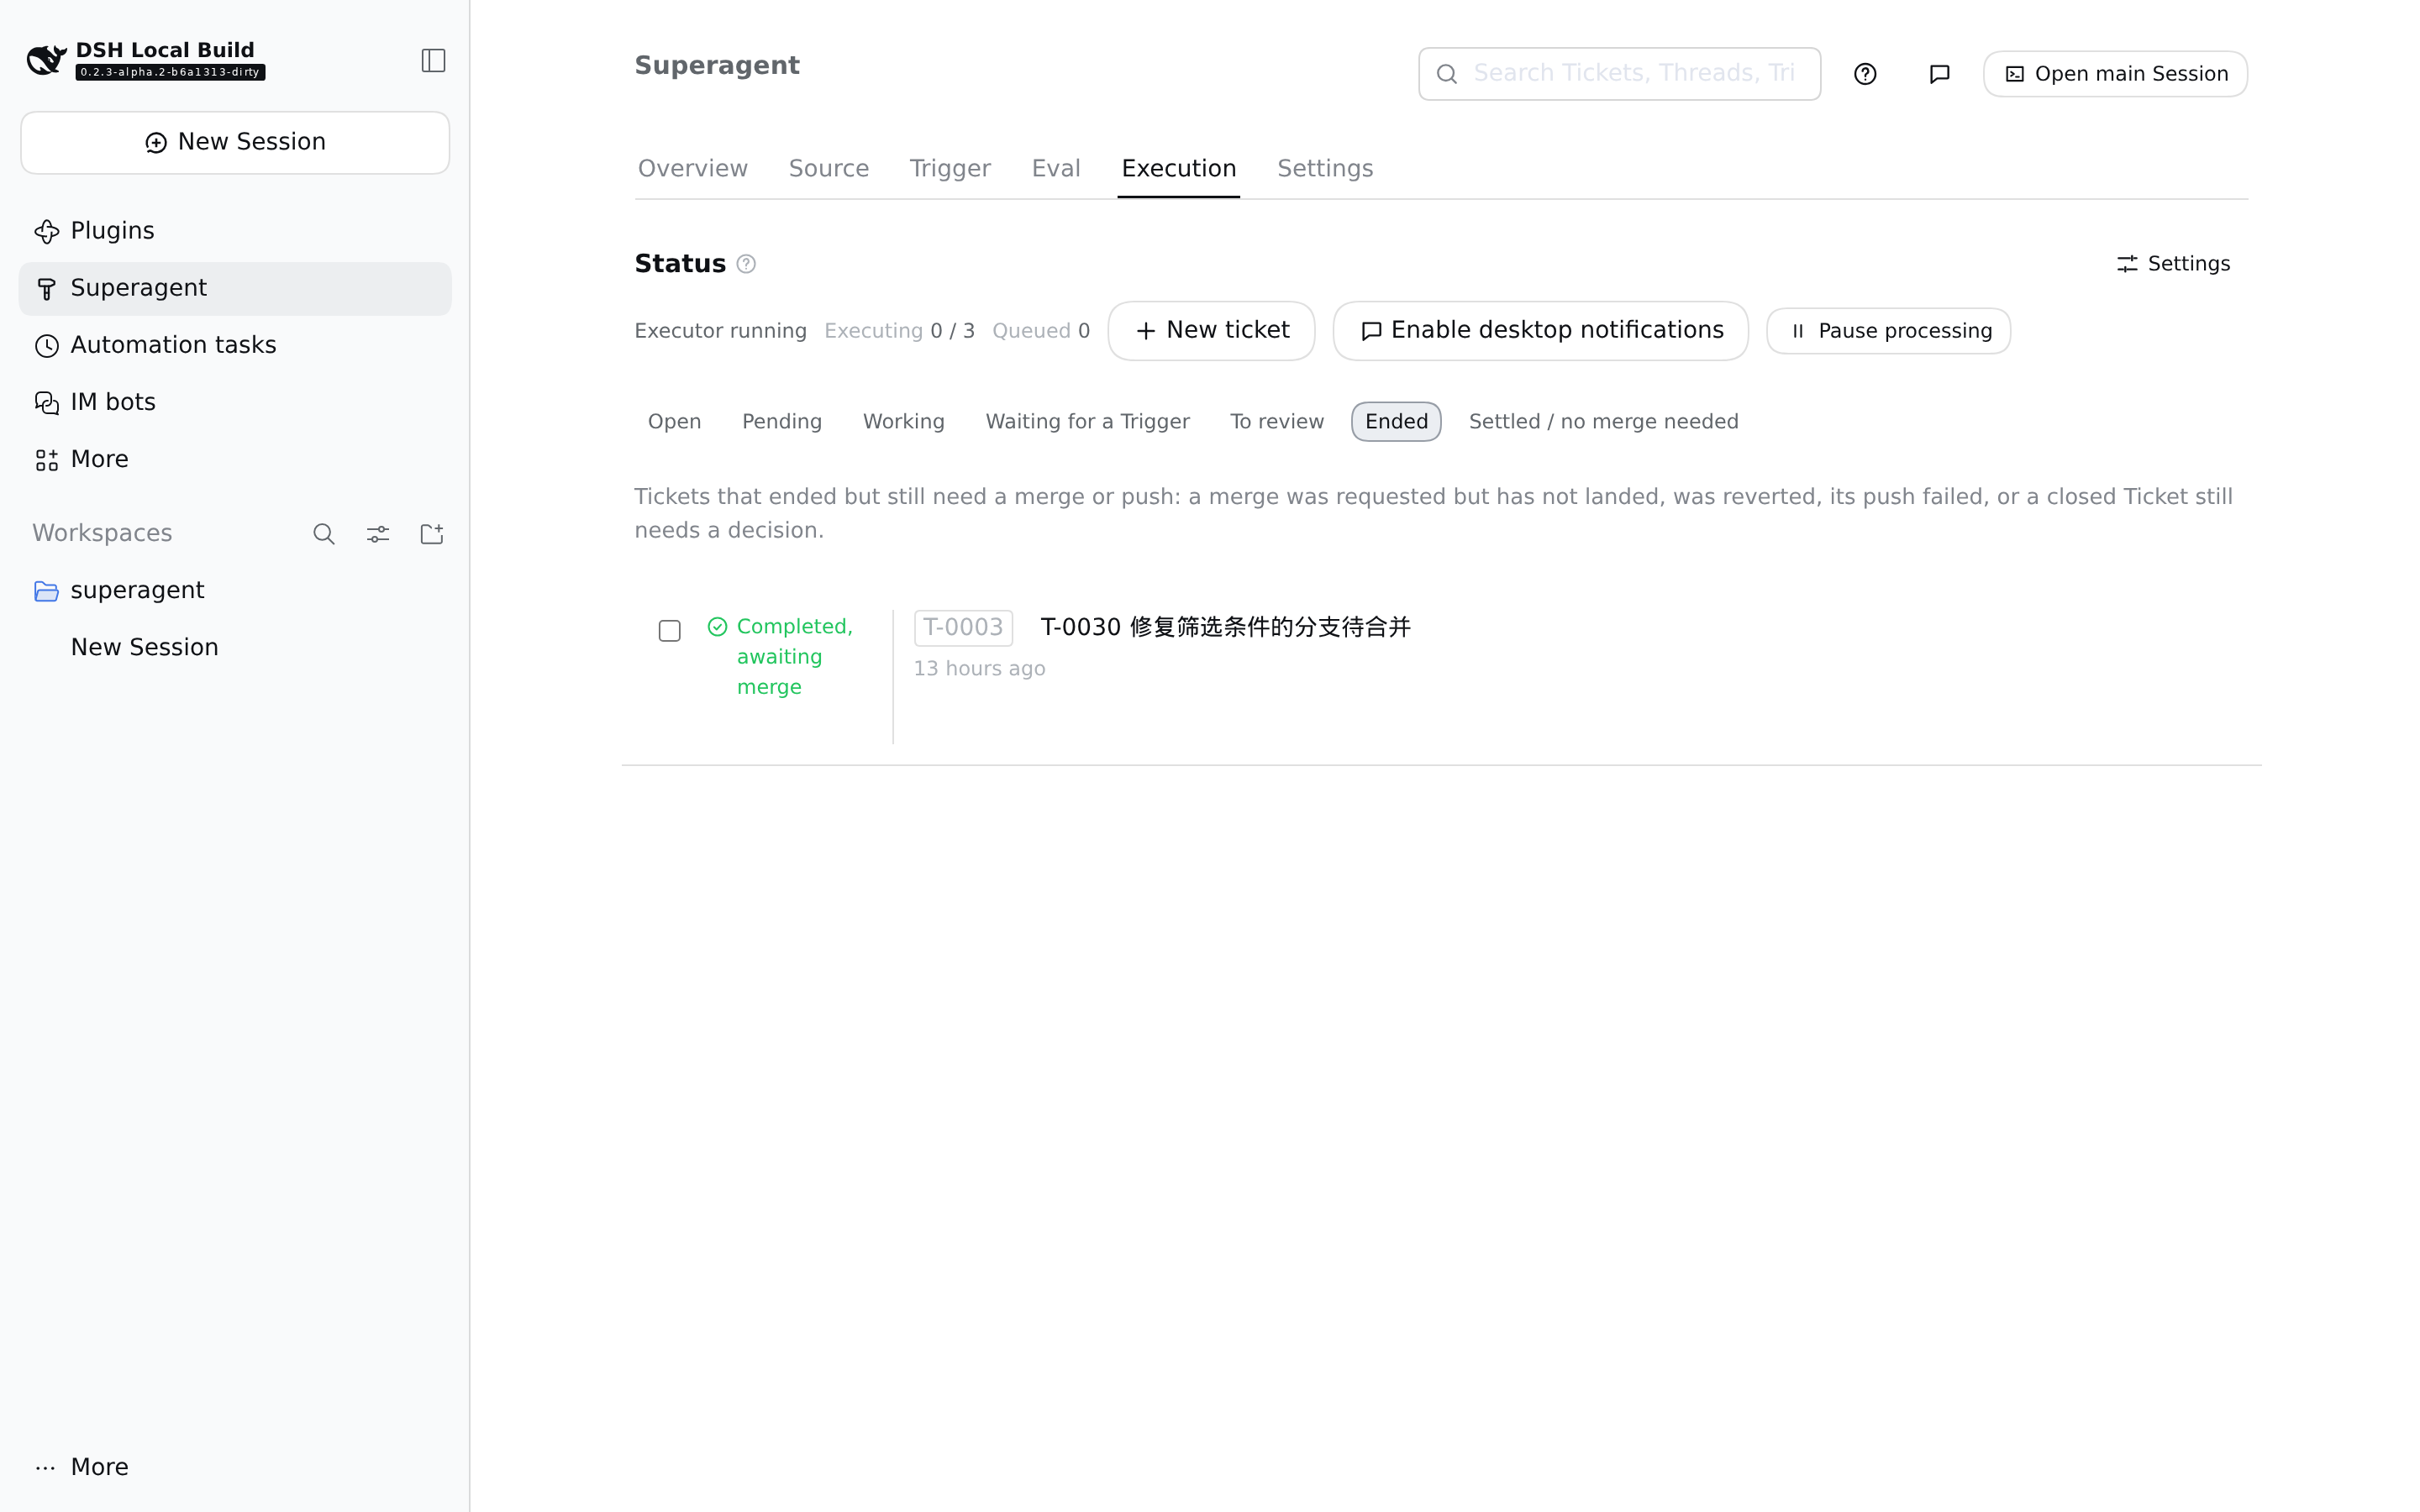 DSH Local Build
0.2.3-alpha.2-b6a1313-dirty
New Session
Plugins
Superagent
Automation tasks
IM bots
More
Workspaces
superagent
New Session
More
Superagent
Search Tickets, Threads, Tri
Open main Session
Overview Source Trigger Eval Execution Settings
Status
Settings
Executor running Executing 0 / 3 Queued 0 New ticket Enable desktop notifications Pause processing
Open Pending Working Waiting for a Trigger To review Ended Settled / no merge needed
Tickets that ended but still need a merge or push: a merge was requested but has not landed, was reverted, its push failed, or a closed Ticket still
needs a decision.
Completed,
awaiting
merge
T-0003 T-0030 修复筛选条件的分支待合并
13 hours ago